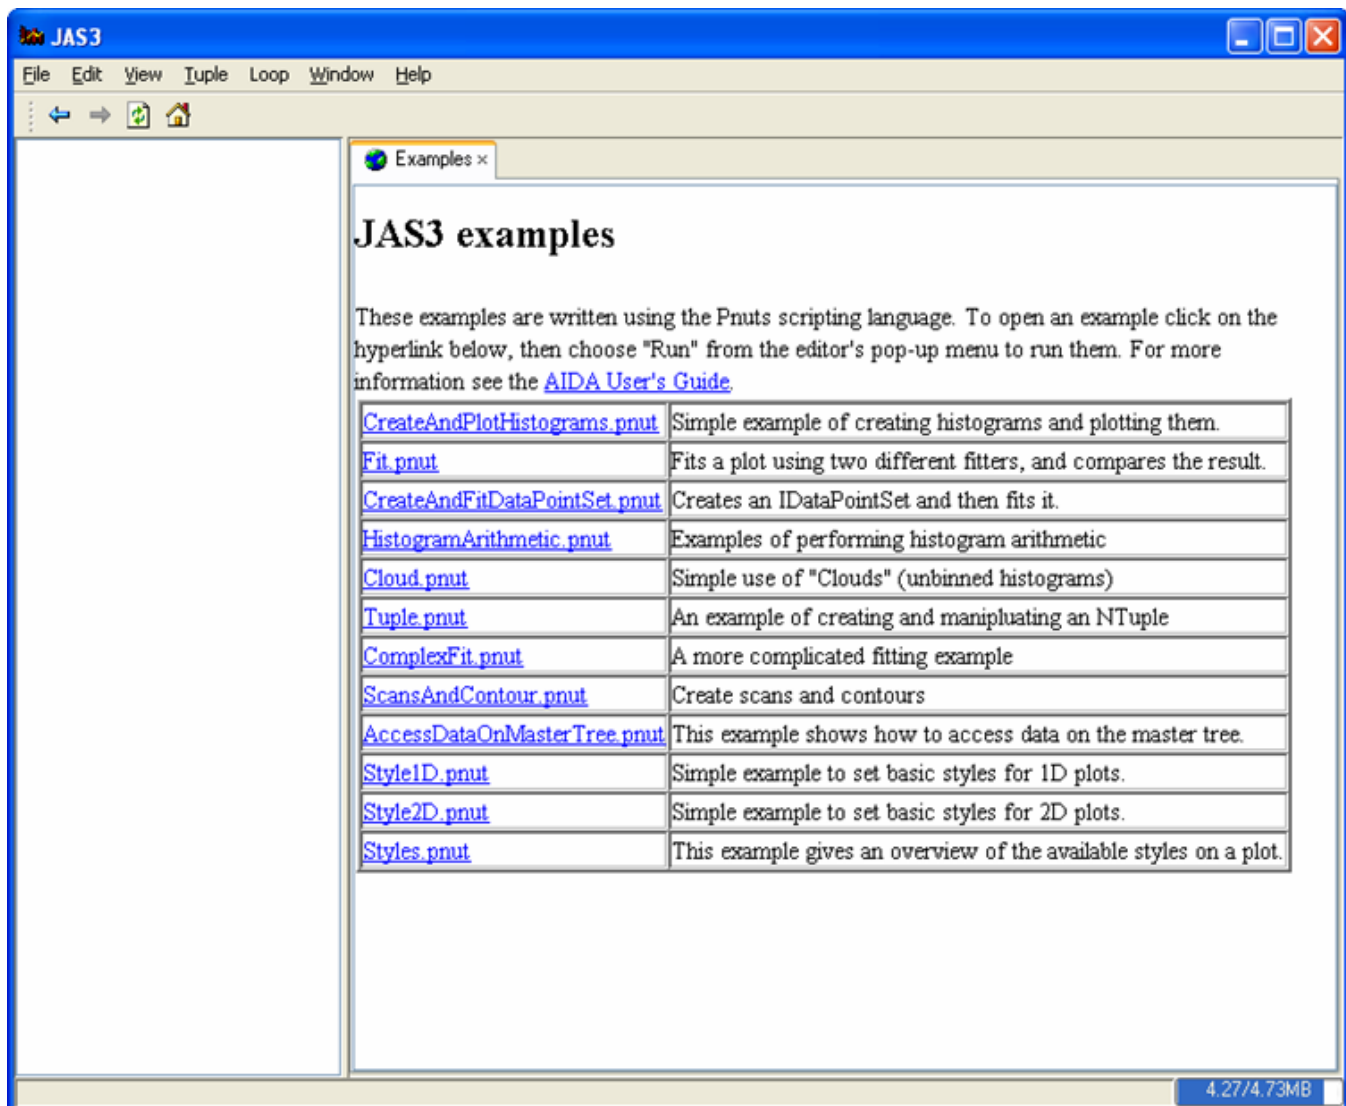 JAS3
File Edit View Tuple Loop Window Help
Examples ×
JAS3 examples
These examples are written using the Pnuts scripting language. To open an example click on the
hyperlink below, then choose "Run" from the editor's pop-up menu to run them. For more
information see the AIDA User's Guide.
CreateAndPlotHistograms.pnut Simple example of creating histograms and plotting them.
Fit.pnut Fits a plot using two different fitters, and compares the result.
CreateAndFitDataPointSet.pnut Creates an IDataPointSet and then fits it.
HistogramArithmetic.pnut Examples of performing histogram arithmetic
Cloud.pnut Simple use of "Clouds" (unbinned histograms)
Tuple.pnut An example of creating and manipluating an NTuple
ComplexFit.pnut A more complicated fitting example
ScansAndContour.pnut Create scans and contours
AccessDataOnMasterTree.pnut This example shows how to access data on the master tree.
Style1D.pnut Simple example to set basic styles for 1D plots.
Style2D.pnut Simple example to set basic styles for 2D plots.
Styles.pnut This example gives an overview of the available styles on a plot.
4.27/4.73MB